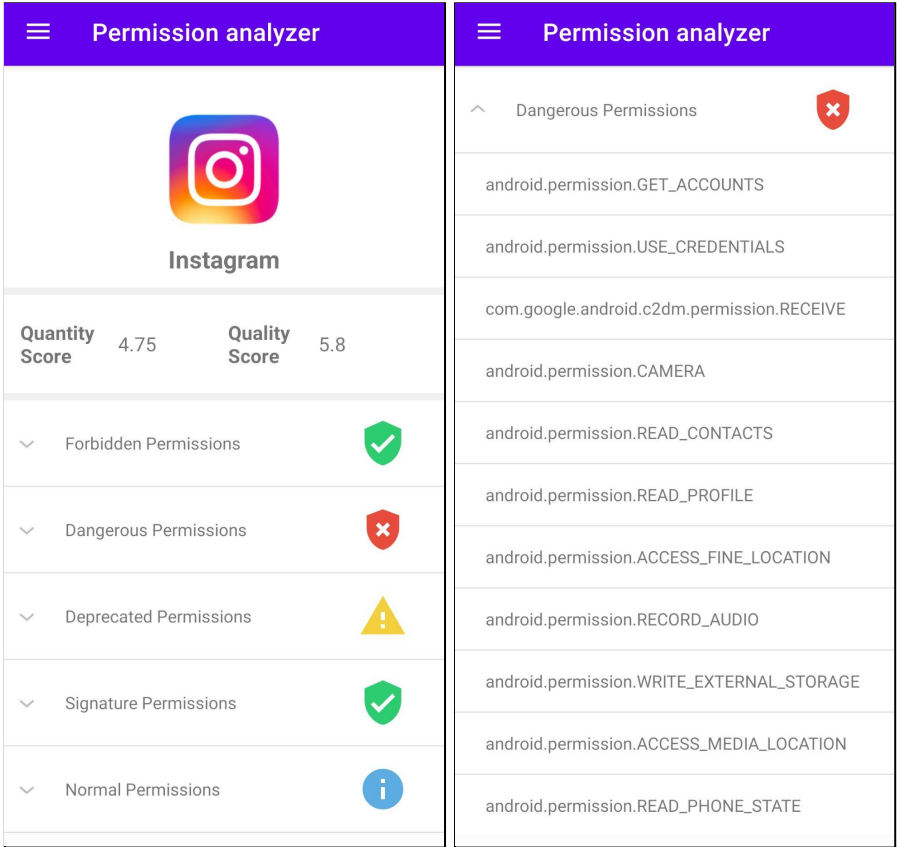 Permission analyzer
Instagram
Quantity Score 4.75 Quality Score 5.8
Forbidden Permissions
Dangerous Permissions
Deprecated Permissions
Signature Permissions
Normal Permissions
Permission analyzer
Dangerous Permissions
android.permission.GET_ACCOUNTS
android.permission.USE_CREDENTIALS
com.google.android.c2dm.permission.RECEIVE
android.permission.CAMERA
android.permission.READ_CONTACTS
android.permission.READ_PROFILE
android.permission.ACCESS_FINE_LOCATION
android.permission.RECORD_AUDIO
android.permission.WRITE_EXTERNAL_STORAGE
android.permission.ACCESS_MEDIA_LOCATION
android.permission.READ_PHONE_STATE